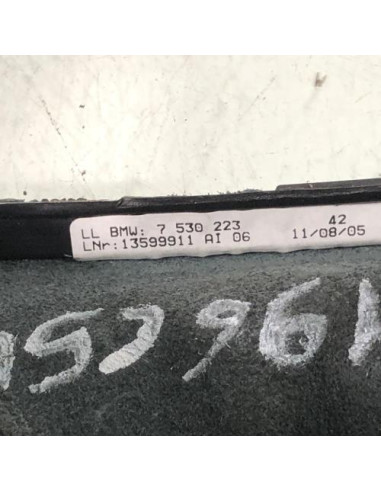 LL BMW: 7 530 223 42
LNr:13599911 AI 06 11/08/05